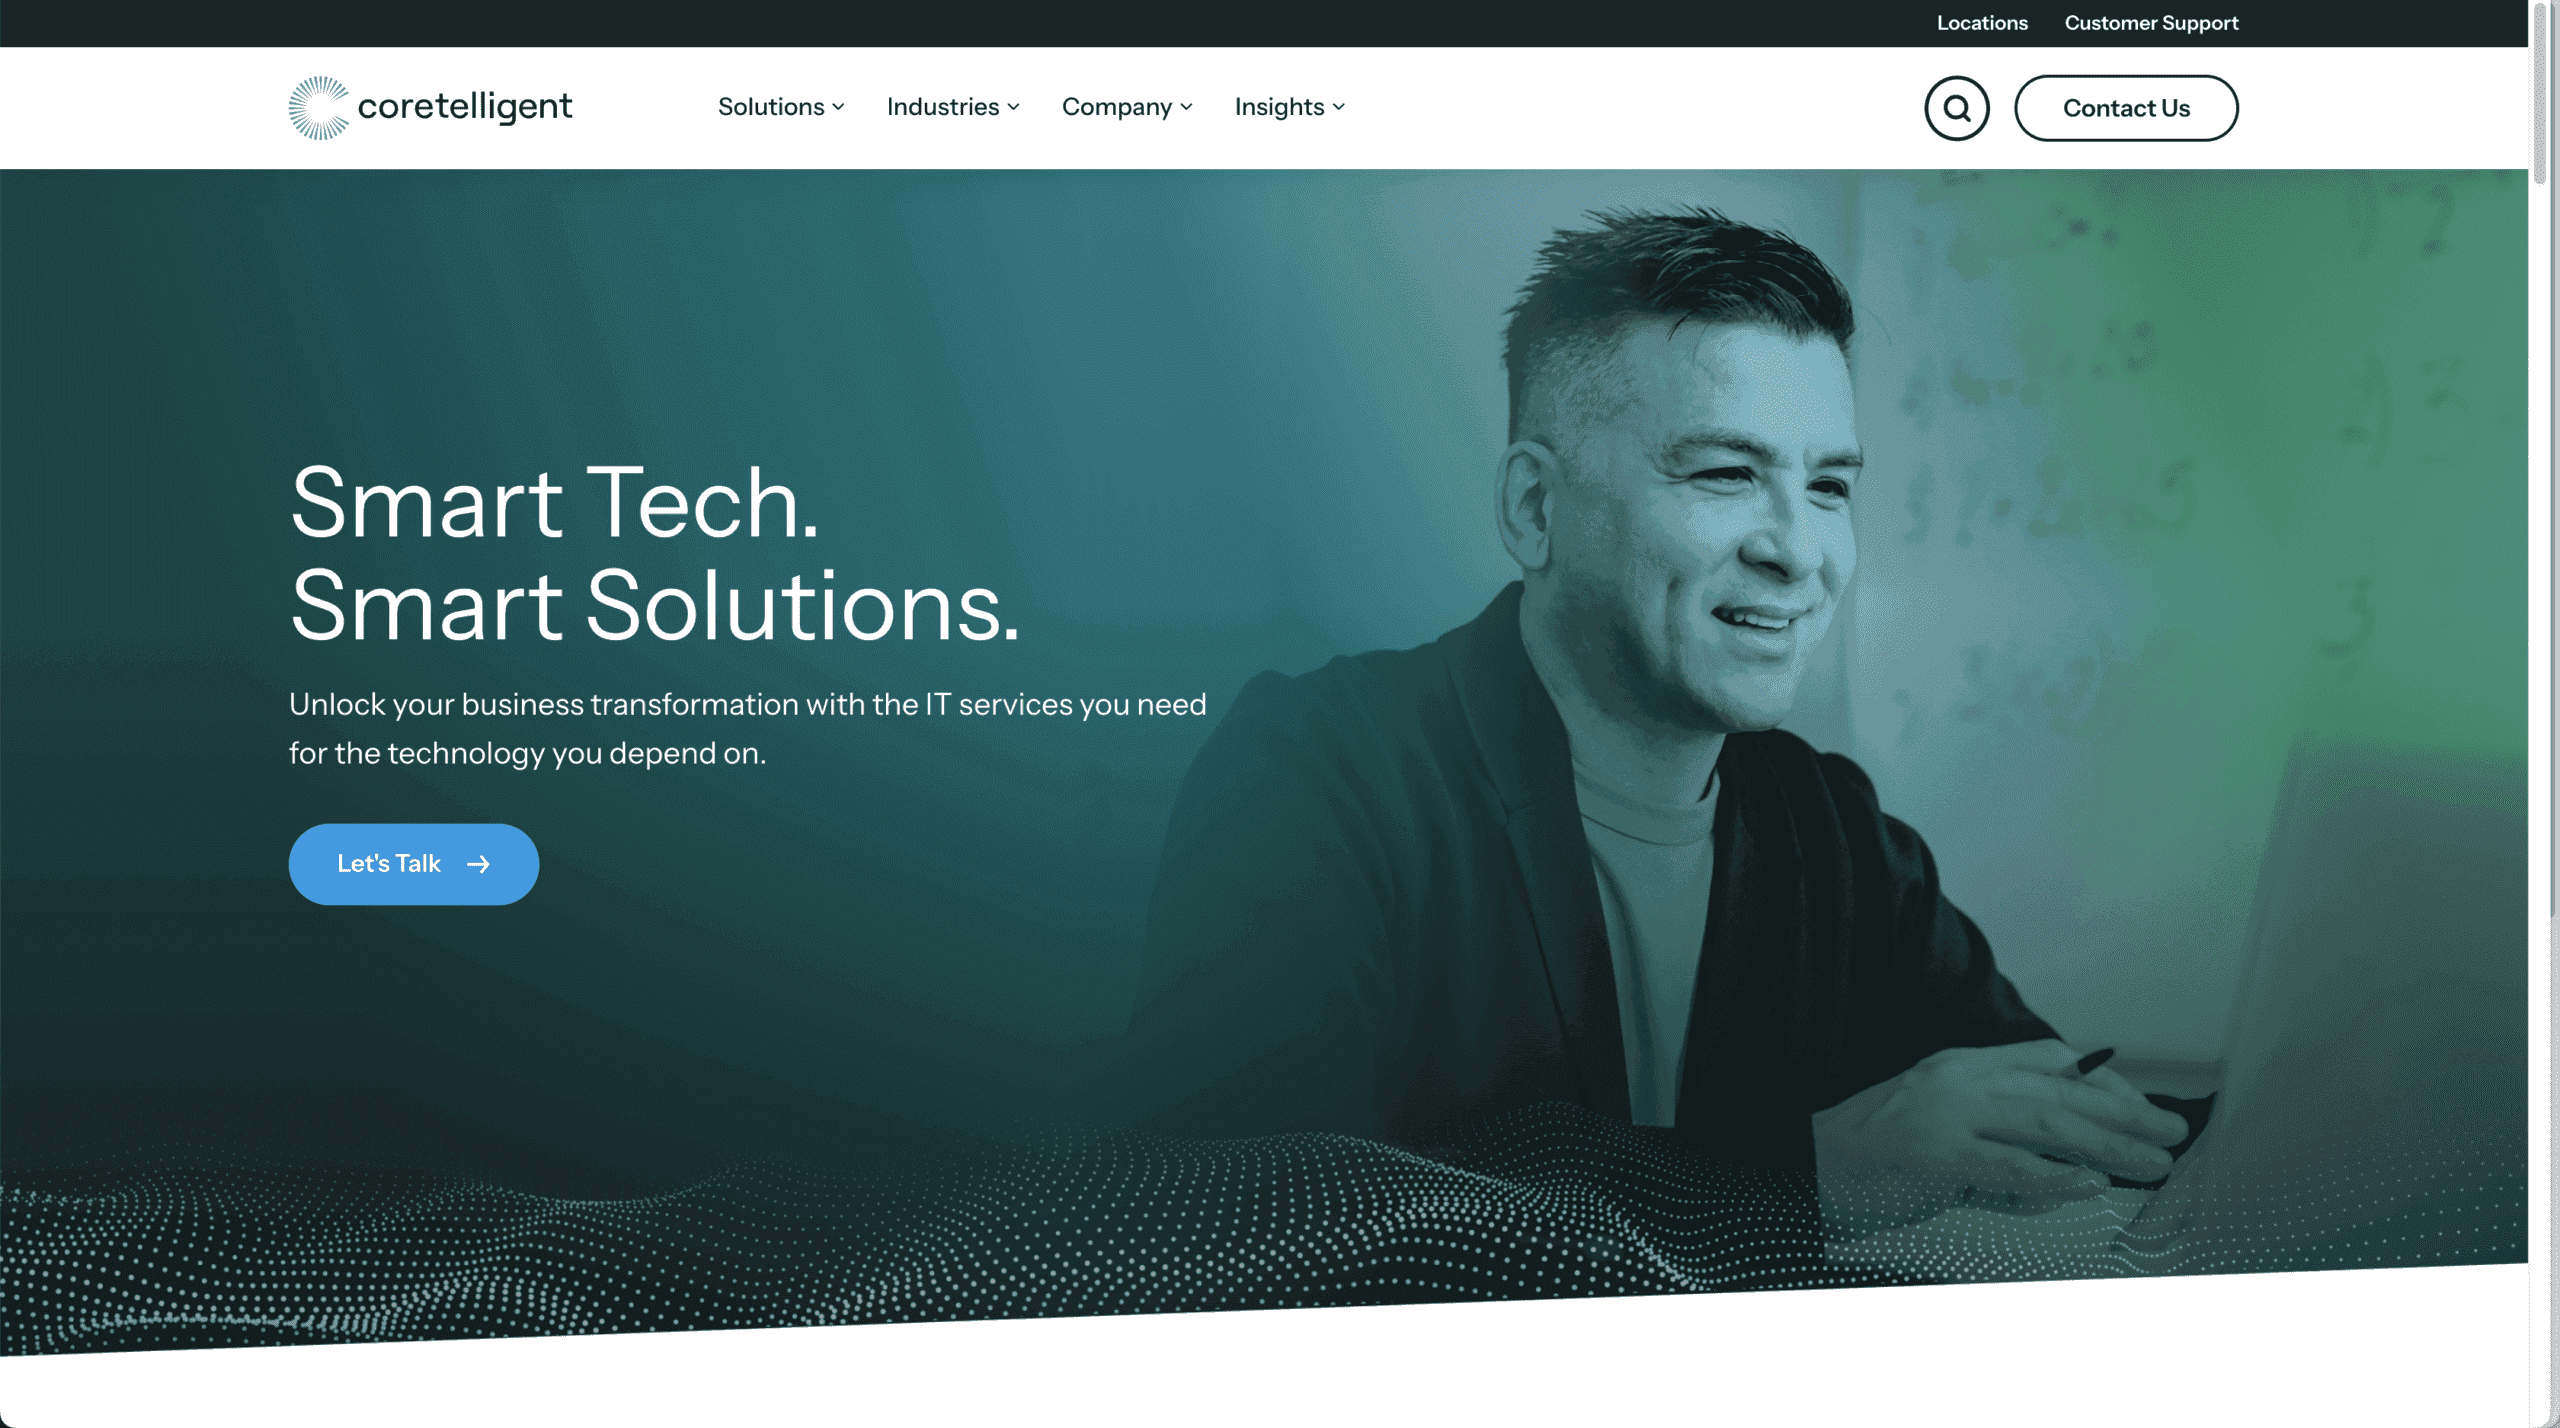 Locations Customer Support
coretelligent Solutions Industries Company Insights Contact Us
Smart Tech.
Smart Solutions.
Unlock your business transformation with the IT services you need
for the technology you depend on.
Let's Talk